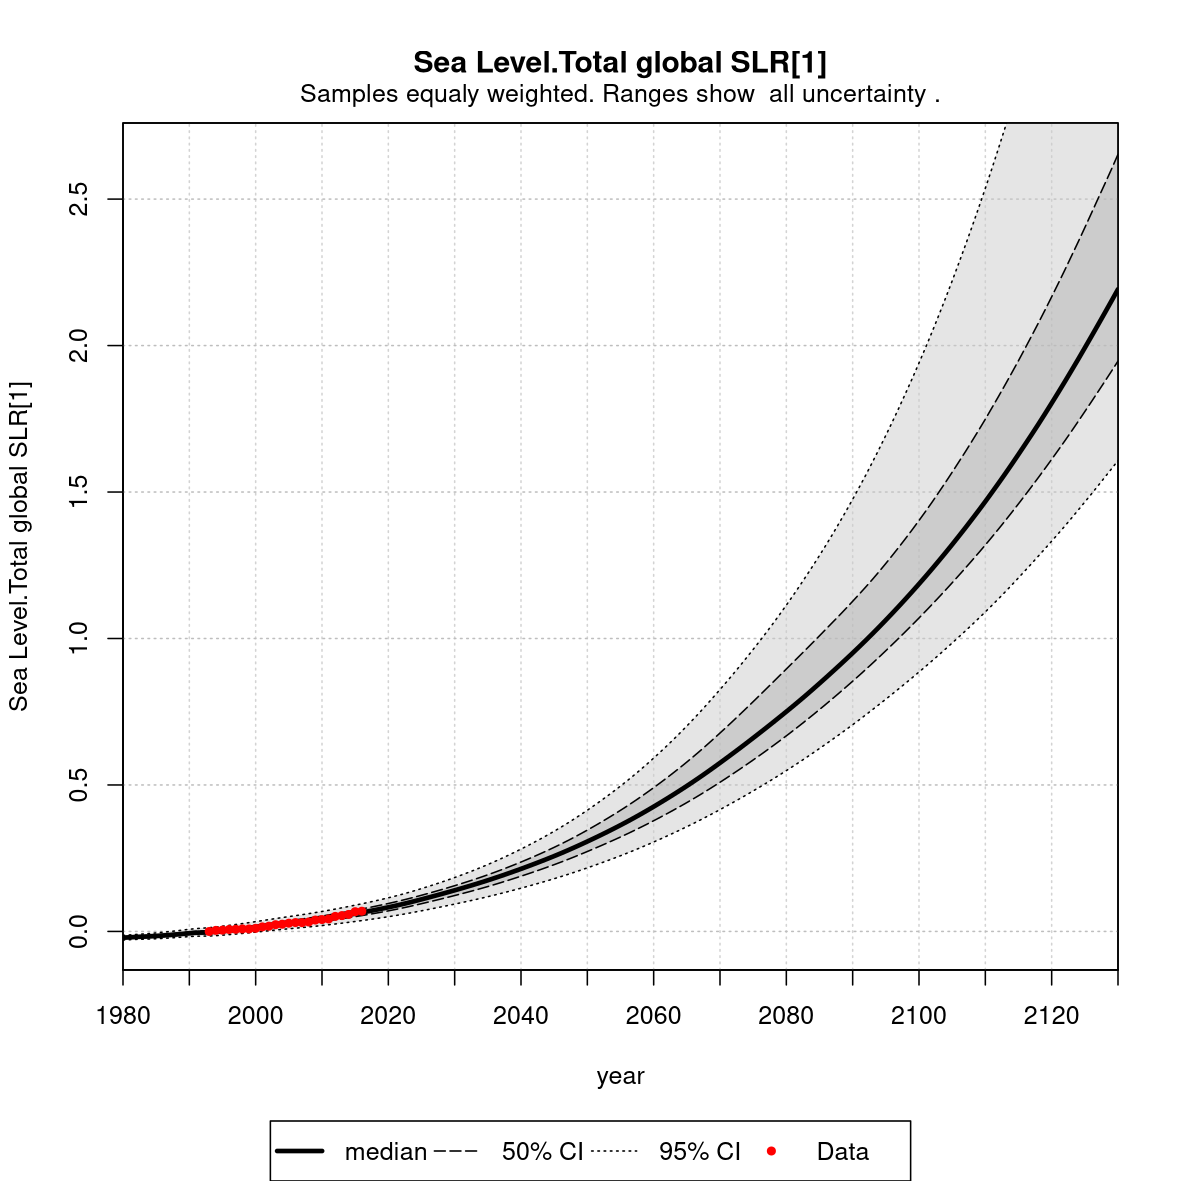 Sea Level.Total global SLR[1]
Samples equaly weighted. Ranges show  all uncertainty .
Sea Level.Total global SLR[1]
2.5
2.0
1.5
1.0
0.5
0.0
1980 2000 2020 2040 2060 2080 2100 2120
year
median 50% CI 95% CI Data